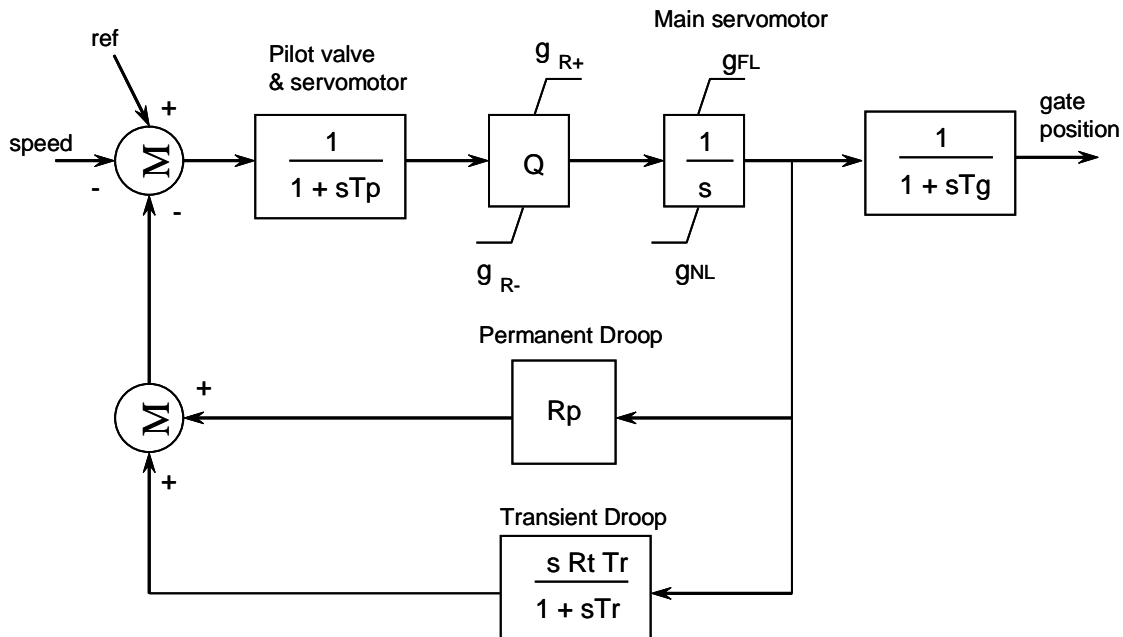 Main servomotor
ref
Pilot valve
& servomotor
g R+
gFL
gate
position
speed
+
-
-
Σ
1
1 + sTp
Q
1
s
1
1 + sTg
g R-
gNL
Permanent Droop
+
Σ
Rp
+
Transient Droop
s Rt Tr
1 + sTr